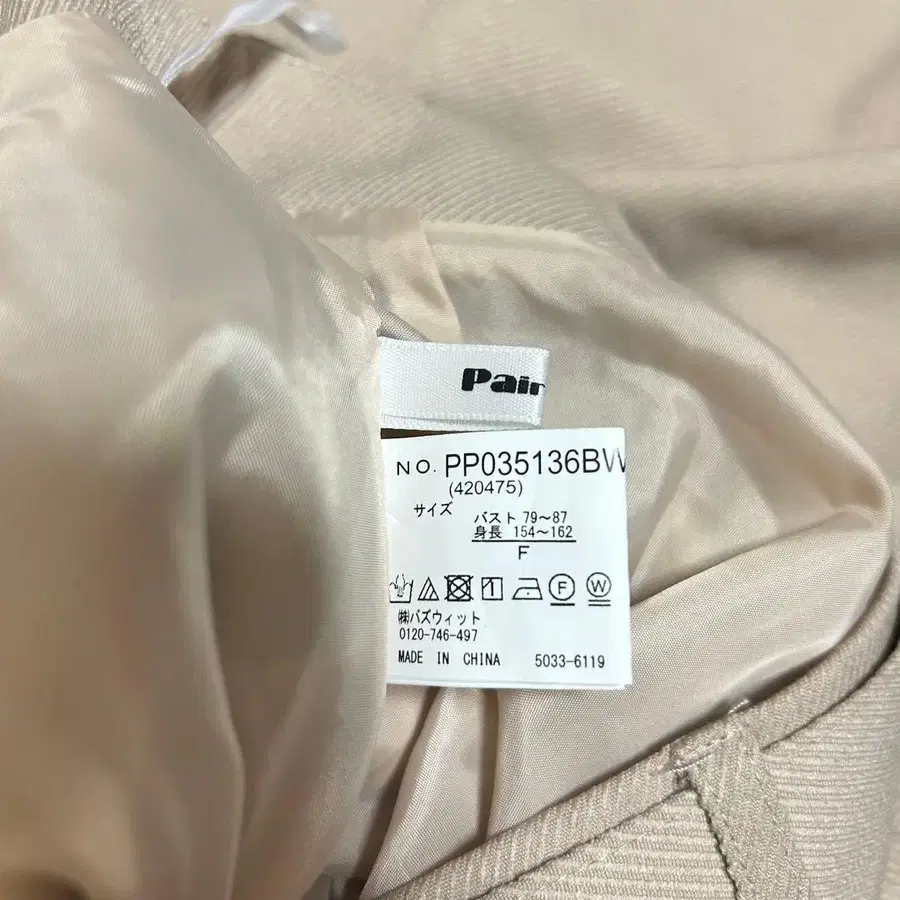 Pair
NO. PP035136BW
(420475)
サイズ
バスト 79～87
身長 154～162
F
F W
㈱バズウィット
0120-746-497
MADE IN CHINA 5033-6119